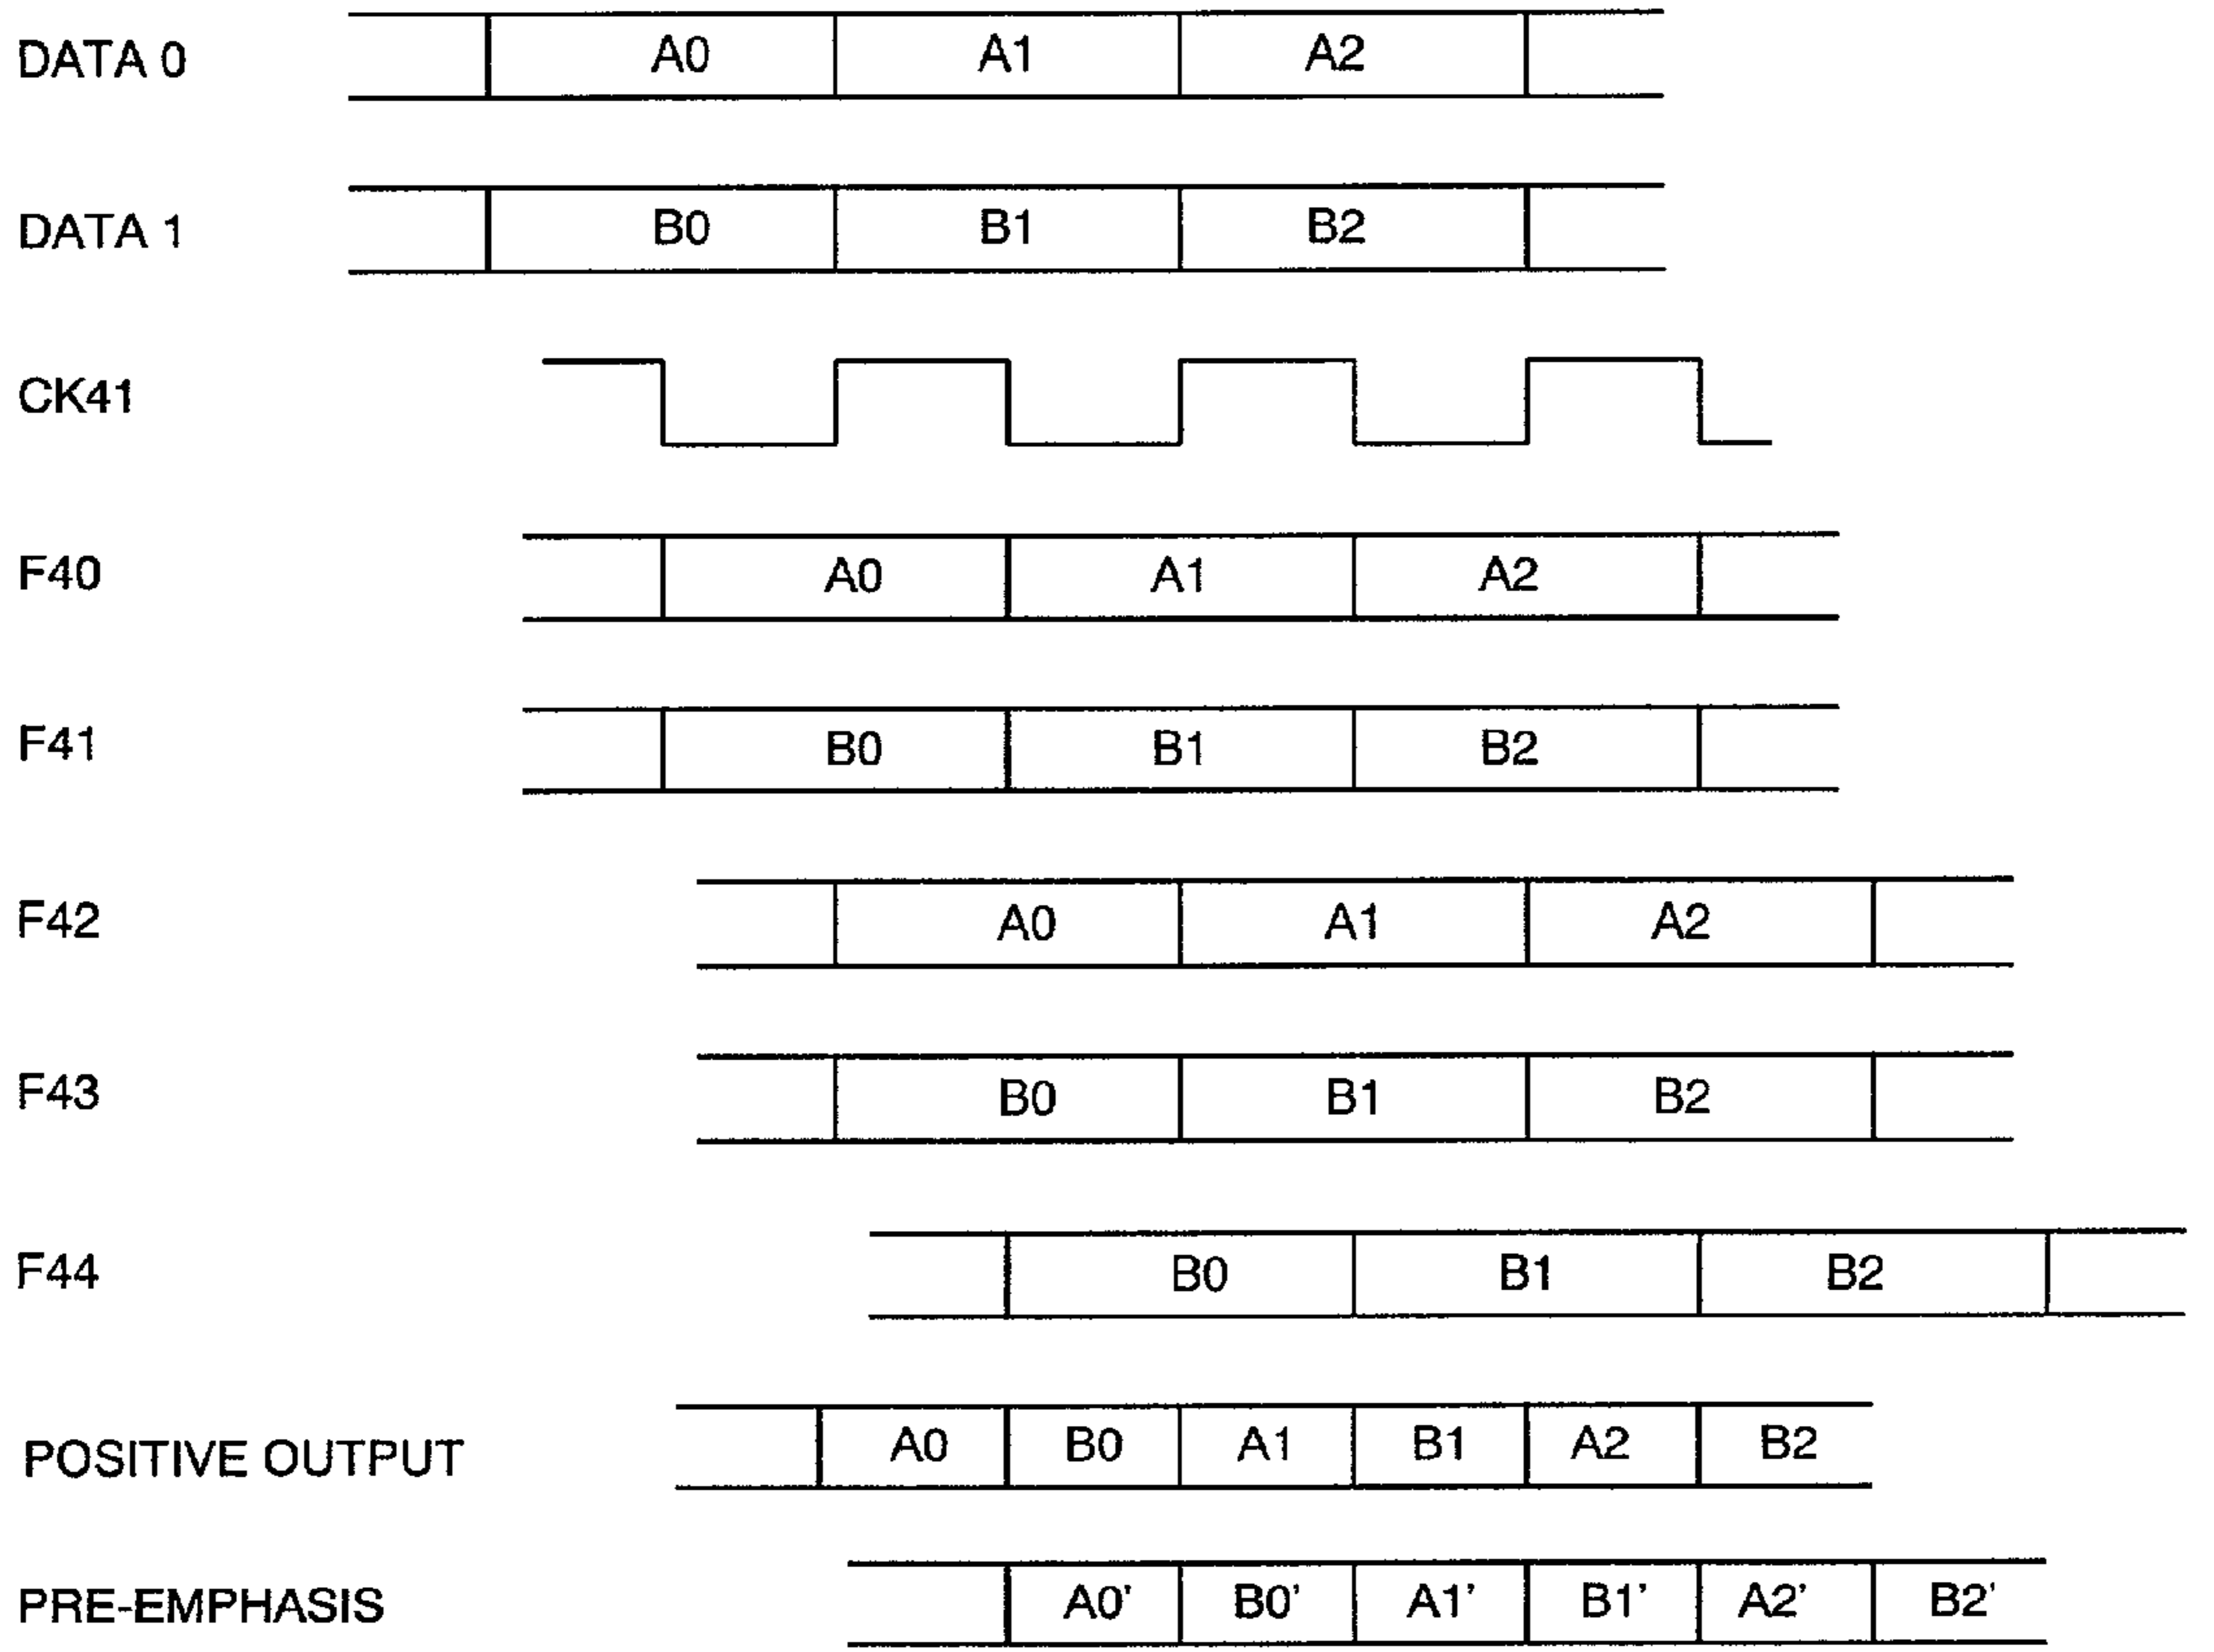 DATA 0 A0 A1 A2
DATA 1 B0 B1 B2
CK41
F40 A0 A1 A2
F41 B0 B1 B2
F42 A0 A1 A2
F43 B0 B1 B2
F44 B0 B1 B2
POSITIVE OUTPUT A0 B0 A1 B1 A2 B2
PRE-EMPHASIS A0' B0' A1' B1' A2' B2'